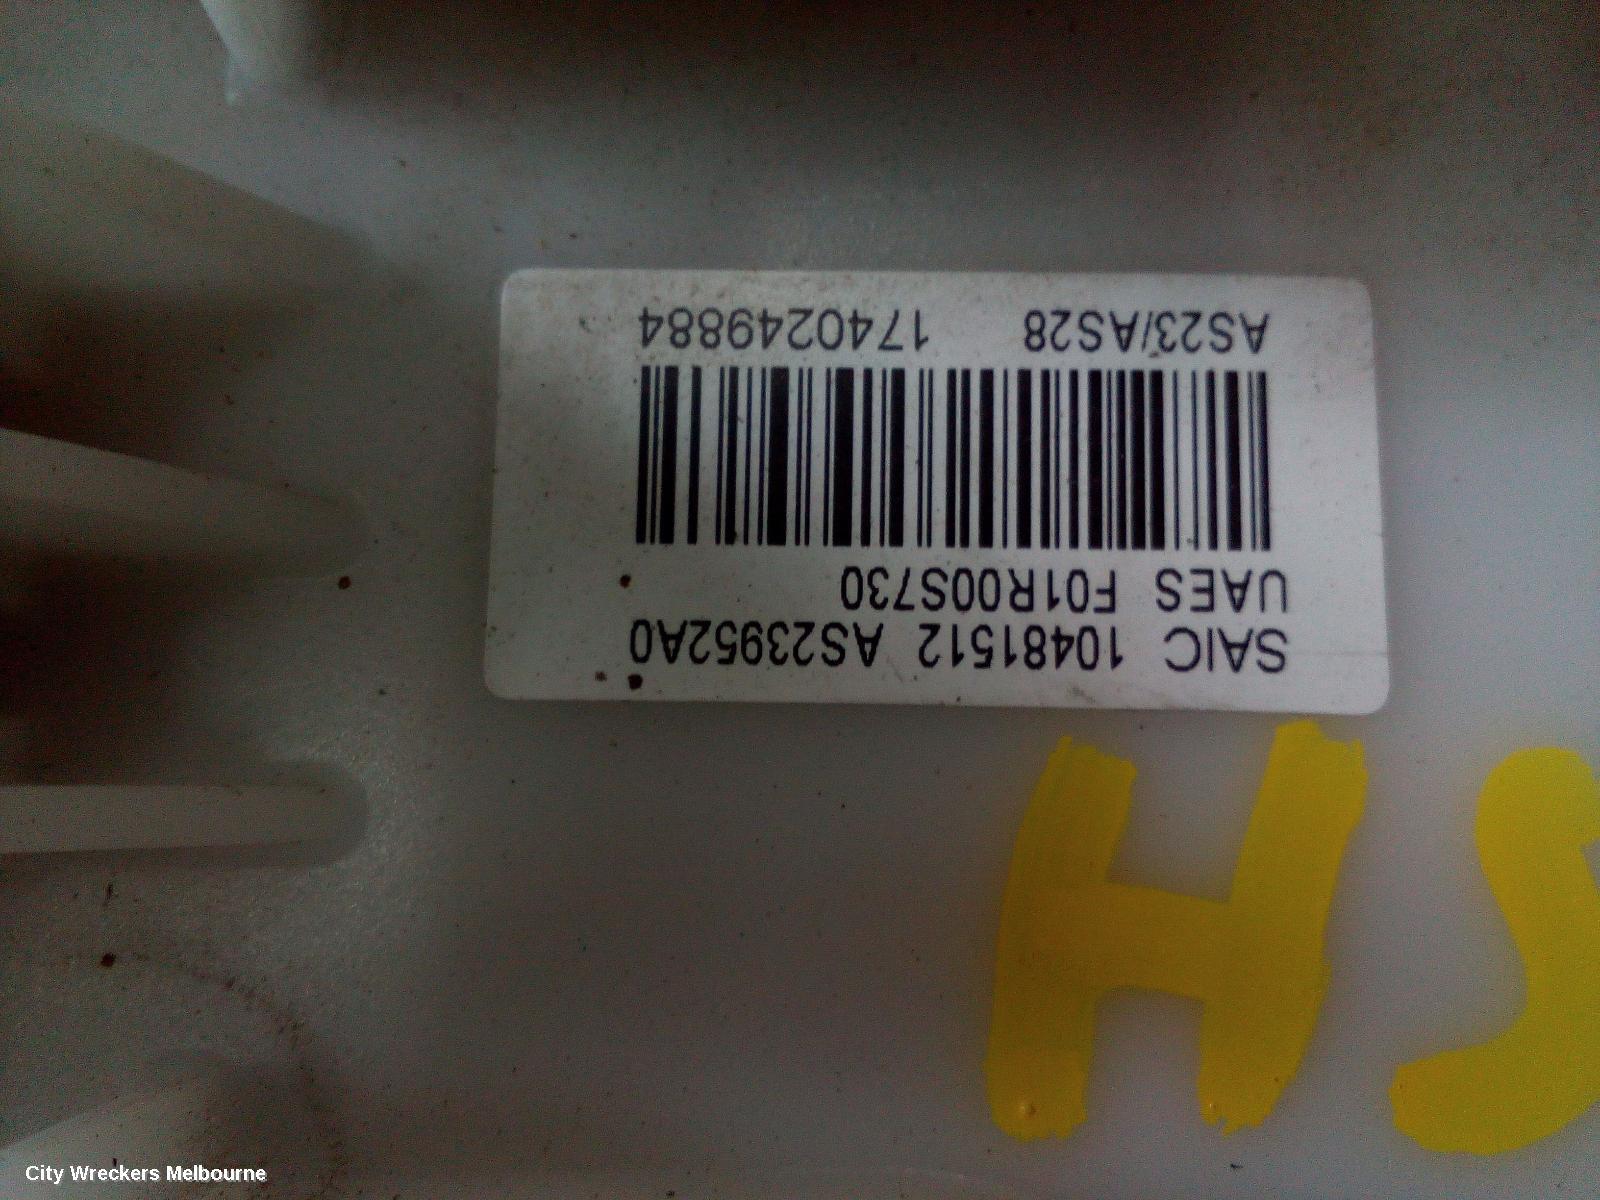 SAIC 10481512 AS23952A0
UAES F01R00S730
AS23/AS28 1740249884
HS
City Wreckers Melbourne